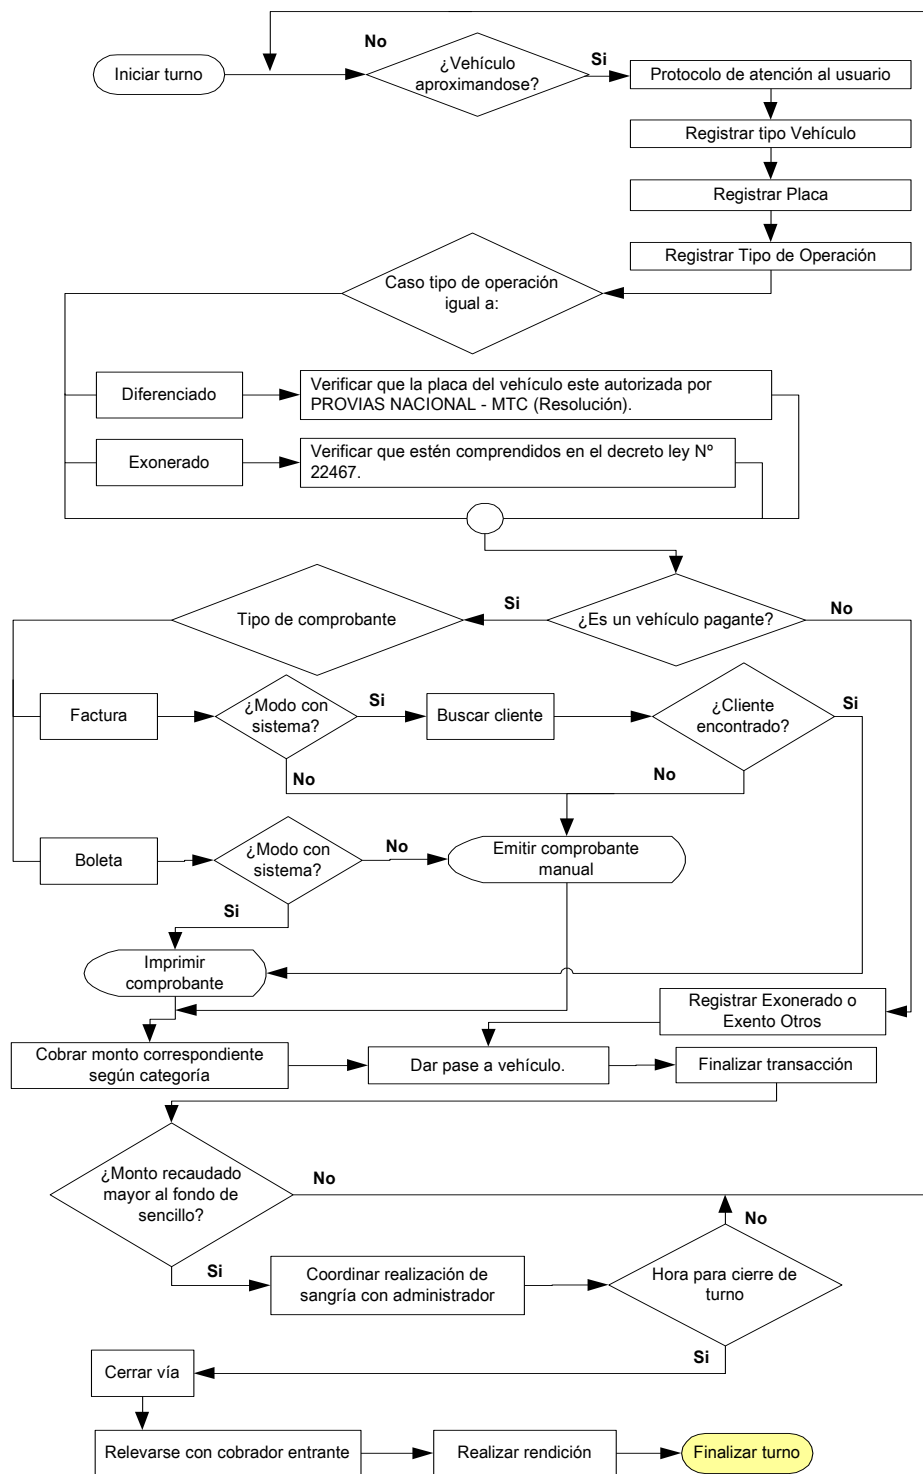 No
Iniciar turno
¿Vehículo
aproximandose?
Si
Protocolo de atención al usuario
Registrar tipo Vehículo
Registrar Placa
Registrar Tipo de Operación
Caso tipo de operación
igual a:
Diferenciado
Verificar que la placa del vehículo este autorizada por
PROVIAS NACIONAL - MTC (Resolución).
Exonerado
Verificar que estén comprendidos en el decreto ley Nº
22467.
¿Es un vehículo pagante?
Si
No
Tipo de comprobante
Factura
¿Modo con
sistema?
Si
Buscar cliente
¿Cliente
encontrado?
Si
No
No
Boleta
¿Modo con
sistema?
No
Emitir comprobante
manual
Si
Imprimir
comprobante
Registrar Exonerado o
Exento Otros
Cobrar monto correspondiente
según categoría
Dar pase a vehículo.
Finalizar transacción
¿Monto recaudado
mayor al fondo de
sencillo?
No
Si
Coordinar realización de
sangría con administrador
Hora para cierre de
turno
No
Si
Cerrar vía
Relevarse con cobrador entrante
Realizar rendición
Finalizar turno